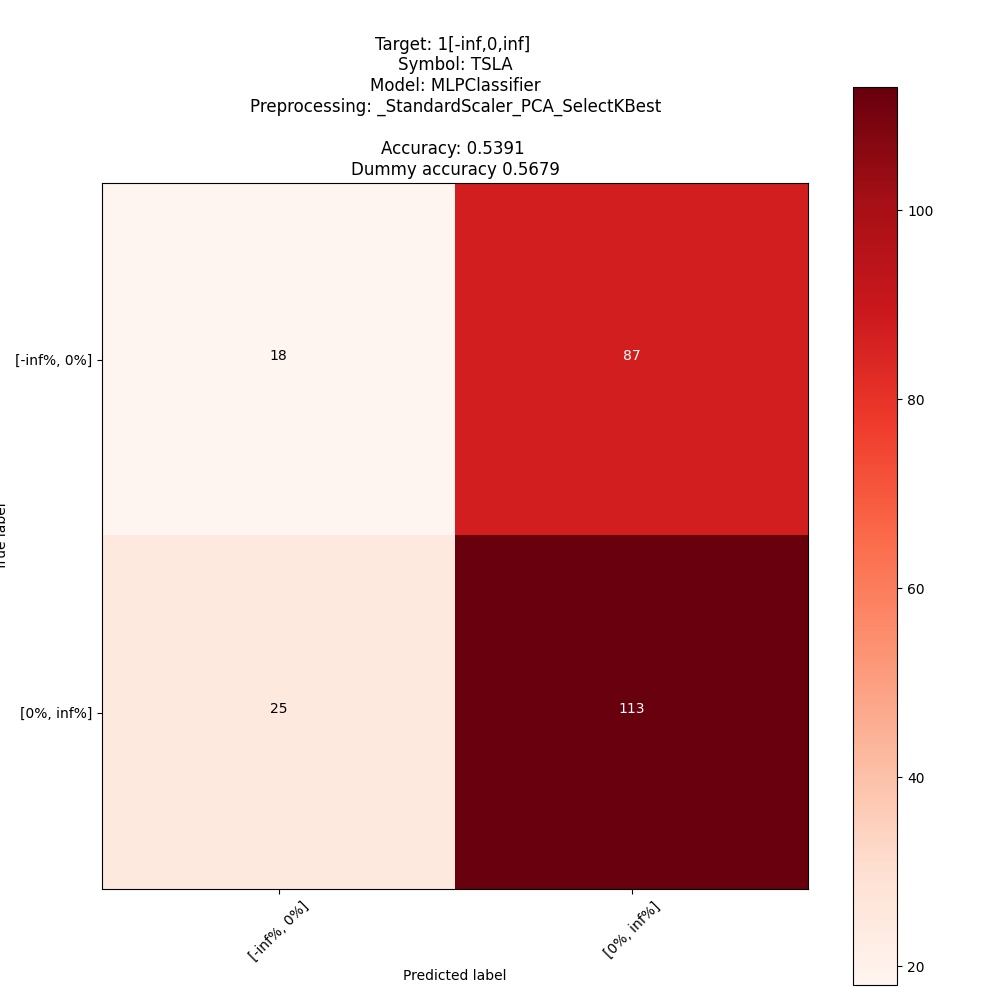 Target: 1[-inf,0,inf]
Symbol: TSLA
Model: MLPClassifier
Preprocessing: _StandardScaler_PCA_SelectKBest
Accuracy: 0.5391
Dummy accuracy 0.5679
[-inf%, 0%]
18
87
100
80
60
40
20
[0%, inf%]
25
113
[-inf%, 0%]
[0%, inf%]
Predicted label